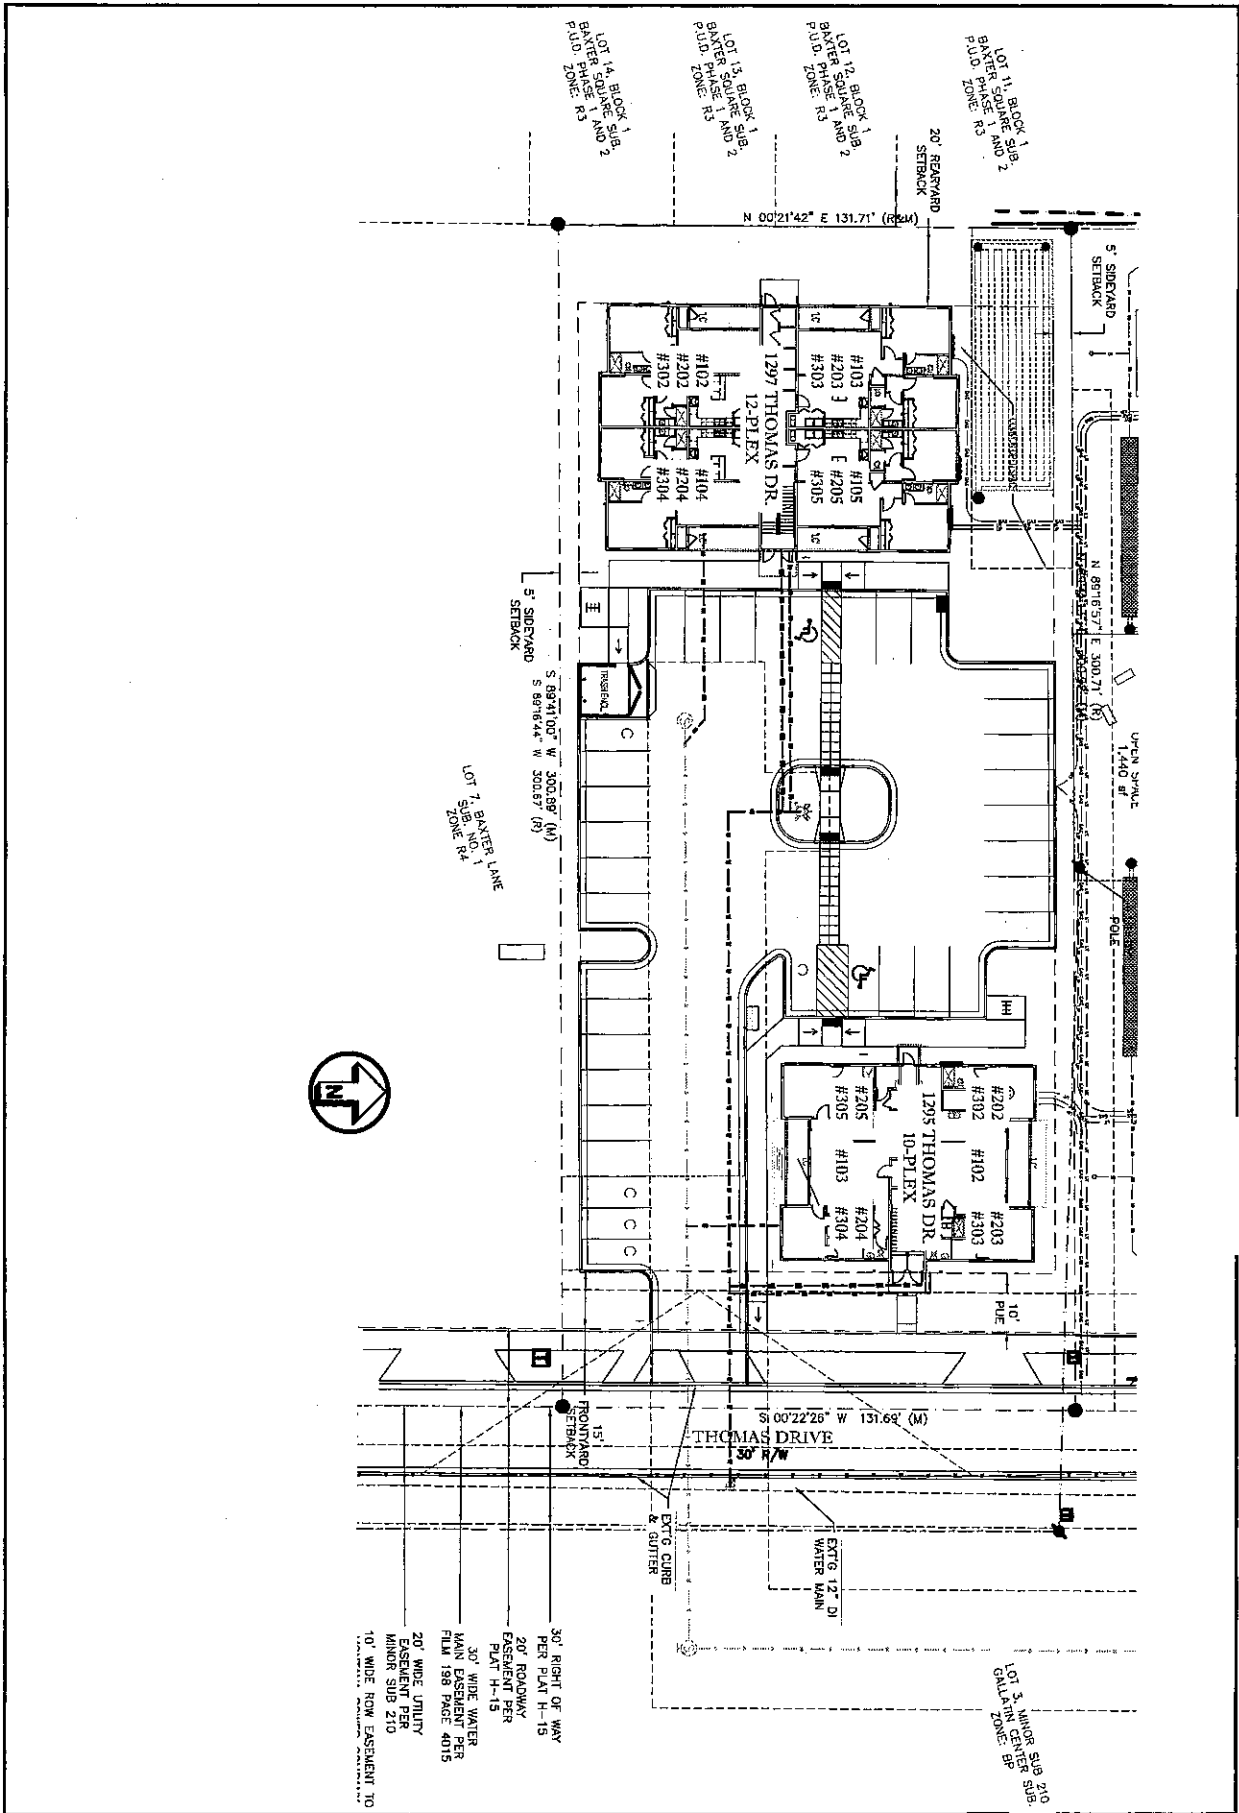 LOT 14, BLOCK 1
BAXTER SQUARE SUB.
P.U.D. PHASE 1 AND 2
ZONE: R3
LOT 13, BLOCK 1
BAXTER SQUARE SUB.
P.U.D. PHASE 1 AND 2
ZONE: R3
LOT 12, BLOCK 1
BAXTER SQUARE SUB.
P.U.D. PHASE 1 AND 2
ZONE: R3
LOT 11, BLOCK 1
BAXTER SQUARE SUB.
P.U.D. PHASE 1 AND 2
ZONE: R3
20' REARYARD
SETBACK
N 00°21'42" E 131.71' (R&M)
5' SIDEYARD
SETBACK
#103
#203
#303
1297 THOMAS DR.
12-PLEX
#102
#202
#302
#105
#205
#305
#104
#204
#304
N 89°16'57" E 300.71' (R)
OPEN SPACE
1,440 sf
POLE
5' SIDEYARD
SETBACK
S 89°41'00" W 300.89' (M)
S 89°16'44" W 300.67' (R)
TRASH ENCL.
C
LOT 7, BAXTER LANE
SUB. NO. 1
ZONE R4
C
N
#202
#302
#102
#203
#303
1295 THOMAS DR.
10-PLEX
#205
#305
#103
#204
#304
C
C
C
10'
PUE
S 00°22'26" W 131.69' (M)
THOMAS DRIVE
30' R/W
15'
FRONTYARD
SETBACK
EXT'G CURB
& GUTTER
EXT'G 12" DI
WATER MAIN
LOT 3, MINOR SUB 210
GALLATIN CENTER SUB.
ZONE: BP
30' RIGHT OF WAY
PER PLAT H-15
20' ROADWAY
EASEMENT PER
PLAT H-15
30' WIDE WATER
MAIN EASEMENT PER
FILM 198 PAGE 4015
20' WIDE UTILITY
EASEMENT PER
MINOR SUB 210
10' WIDE ROW EASEMENT TO